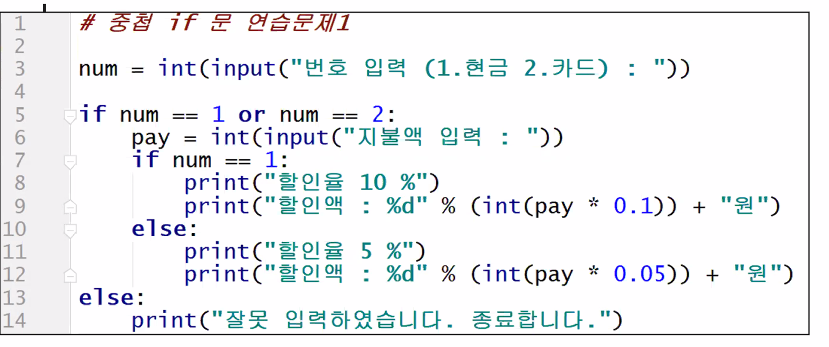 1 # 중첩 if 문 연습문제1
2
3 num = int(input("번호 입력 (1.현금 2.카드) : "))
4
5 if num == 1 or num == 2:
6     pay = int(input("지불액 입력 : "))
7     if num == 1:
8         print("할인율 10 %")
9         print("할인액 : %d" % (int(pay * 0.1)) + "원")
10     else:
11         print("할인율 5 %")
12         print("할인액 : %d" % (int(pay * 0.05)) + "원")
13 else:
14     print("잘못 입력하였습니다. 종료합니다.")